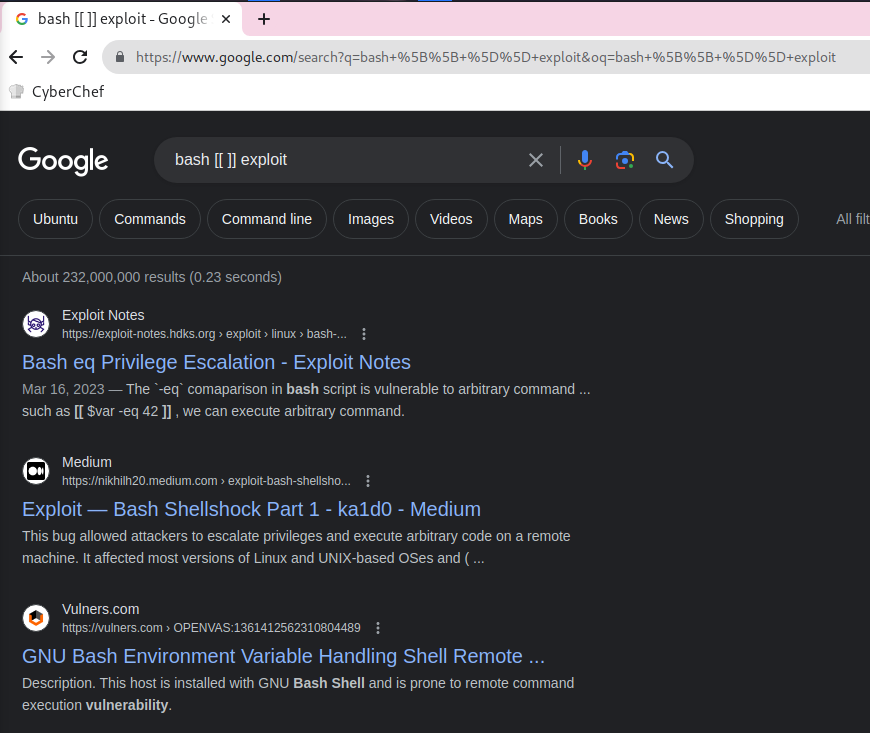 bash [[ ]] exploit - Google
https://www.google.com/search?q=bash+%5B%5B+%5D%5D+exploit&oq=bash+%5B%5B+%5D%5D+exploit
CyberChef
Google
bash [[ ]] exploit
Ubuntu Commands Command line Images Videos Maps Books News Shopping All filt
About 232,000,000 results (0.23 seconds)
Exploit Notes
https://exploit-notes.hdks.org › exploit › linux › bash-...
Bash eq Privilege Escalation - Exploit Notes
Mar 16, 2023 — The `-eq` comaparison in bash script is vulnerable to arbitrary command ...
such as [[ $var -eq 42 ]] , we can execute arbitrary command.
Medium
https://nikhilh20.medium.com › exploit-bash-shellsho...
Exploit — Bash Shellshock Part 1 - ka1d0 - Medium
This bug allowed attackers to escalate privileges and execute arbitrary code on a remote
machine. It affected most versions of Linux and UNIX-based OSes and ( ...
Vulners.com
https://vulners.com › OPENVAS:1361412562310804489
GNU Bash Environment Variable Handling Shell Remote ...
Description. This host is installed with GNU Bash Shell and is prone to remote command
execution vulnerability.